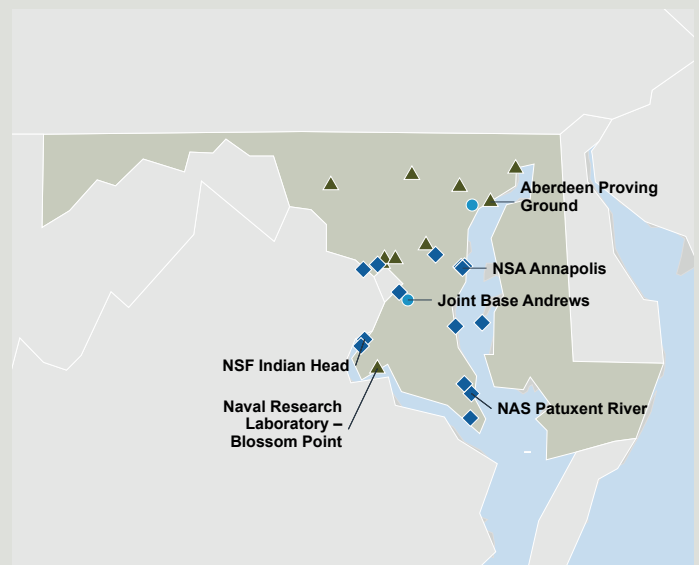 Aberdeen Proving
Ground
NSA Annapolis
Joint Base Andrews
NSF Indian Head
NAS Patuxent River
Naval Research
Laboratory –
Blossom Point